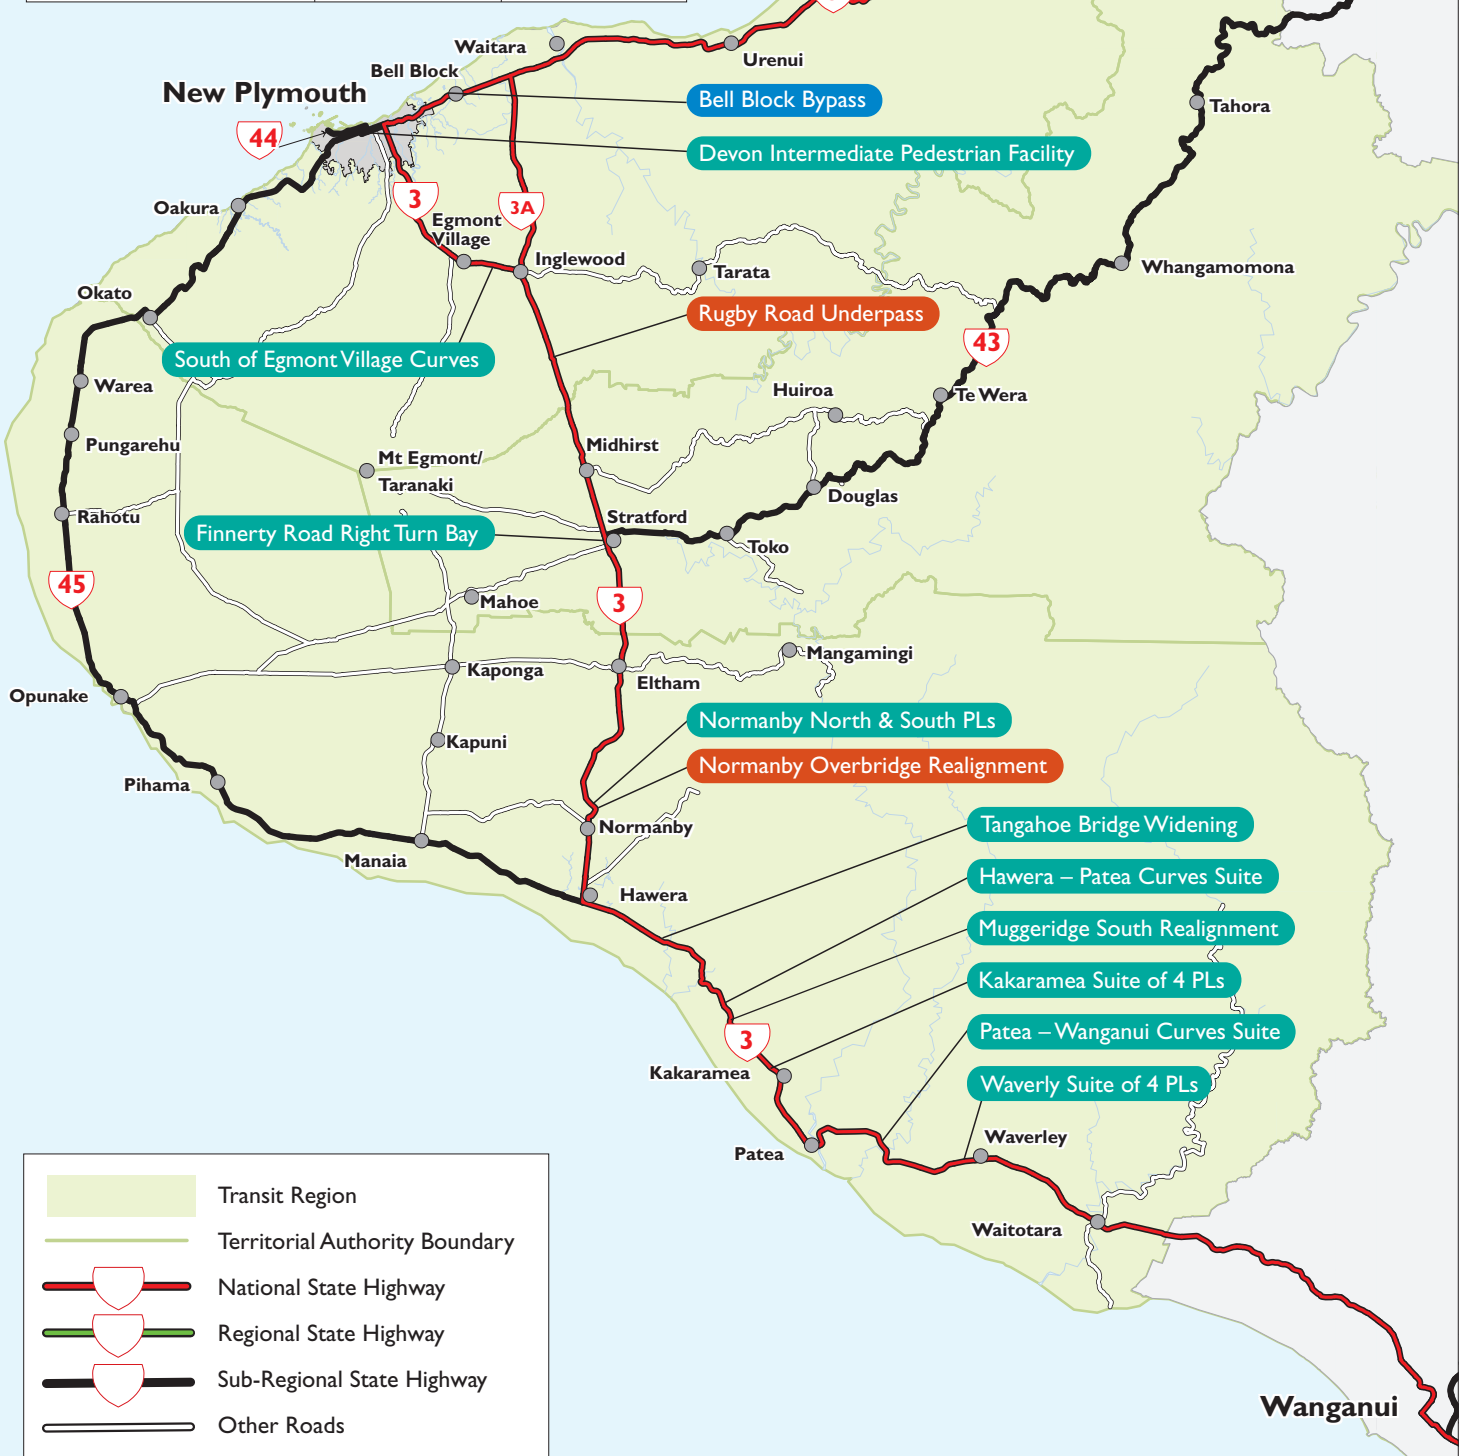 Waitara
Urenui
Bell Block
New Plymouth
Bell Block Bypass
Tahora
44
Devon Intermediate Pedestrian Facility
3
3A
Oakura
Egmont
Village
Inglewood
Tarata
Whangamomona
Okato
Rugby Road Underpass
43
South of Egmont Village Curves
Warea
Huiroa
Te Wera
Pungarehu
Midhirst
Mt Egmont/
Taranaki
Douglas
Rahotu
Stratford
Finnerty Road Right Turn Bay
Toko
45
Mahoe
3
Mangamingi
Kaponga
Eltham
Opunake
Normanby North & South PLs
Kapuni
Normanby Overbridge Realignment
Pihama
Normanby
Tangahoe Bridge Widening
Manaia
Hawera – Patea Curves Suite
Hawera
Muggeridge South Realignment
Kakaramea Suite of 4 PLs
Patea – Wanganui Curves Suite
3
Kakaramea
Waverly Suite of 4 PLs
Waverley
Patea
Waitotara
Transit Region
Territorial Authority Boundary
National State Highway
Regional State Highway
Sub-Regional State Highway
Other Roads
Wanganui